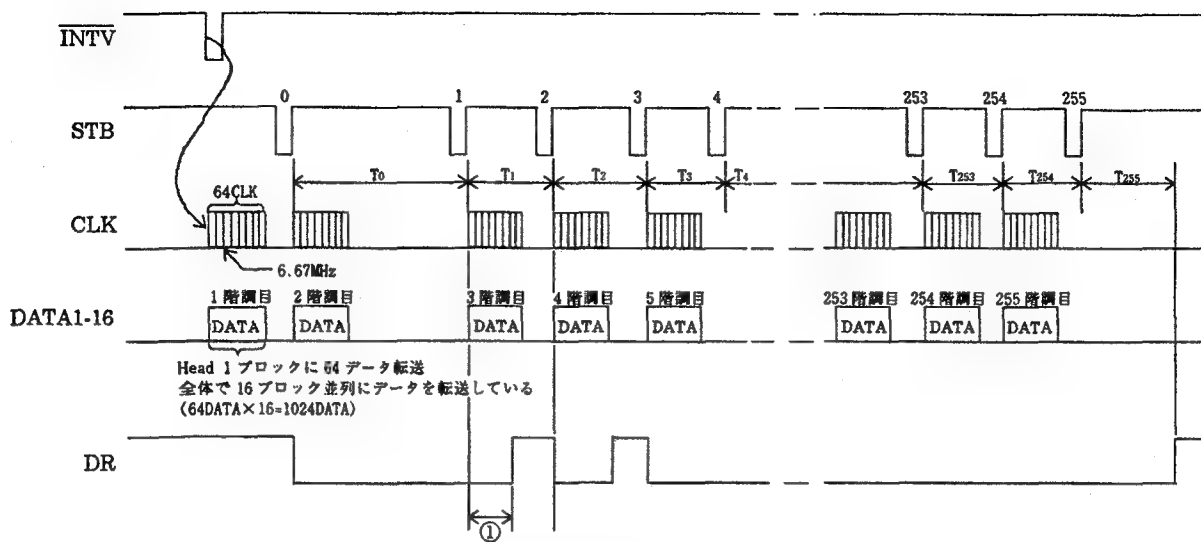 INTV
0 1 2 3 4 253 254 255
STB
T0 T1 T2 T3 T4 T253 T254 T255
64CLK
CLK
6.67MHz
1階調目 2階調目 3階調目 4階調目 5階調目 253階調目 254階調目 255階調目
DATA1-16
DATA DATA DATA DATA DATA DATA DATA DATA
Head 1 ブロックに 64 データ転送
全体で 16 ブロック並列にデータを転送している
(64DATA×16=1024DATA)
DR
①